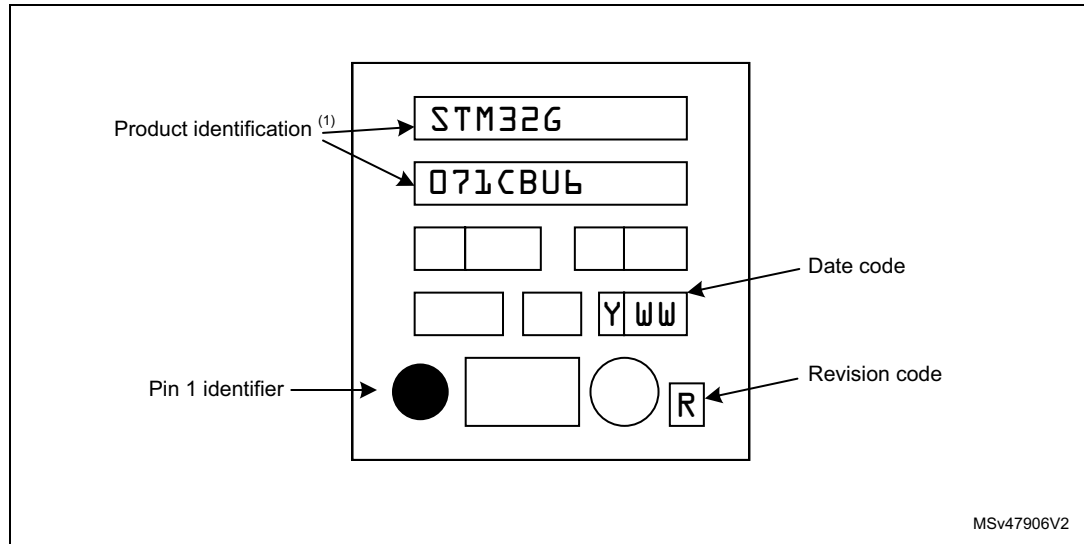 Product identification (1)
STM32G
071CBU6
Date code
Y WW
Pin 1 identifier
Revision code
R
MSv47906V2